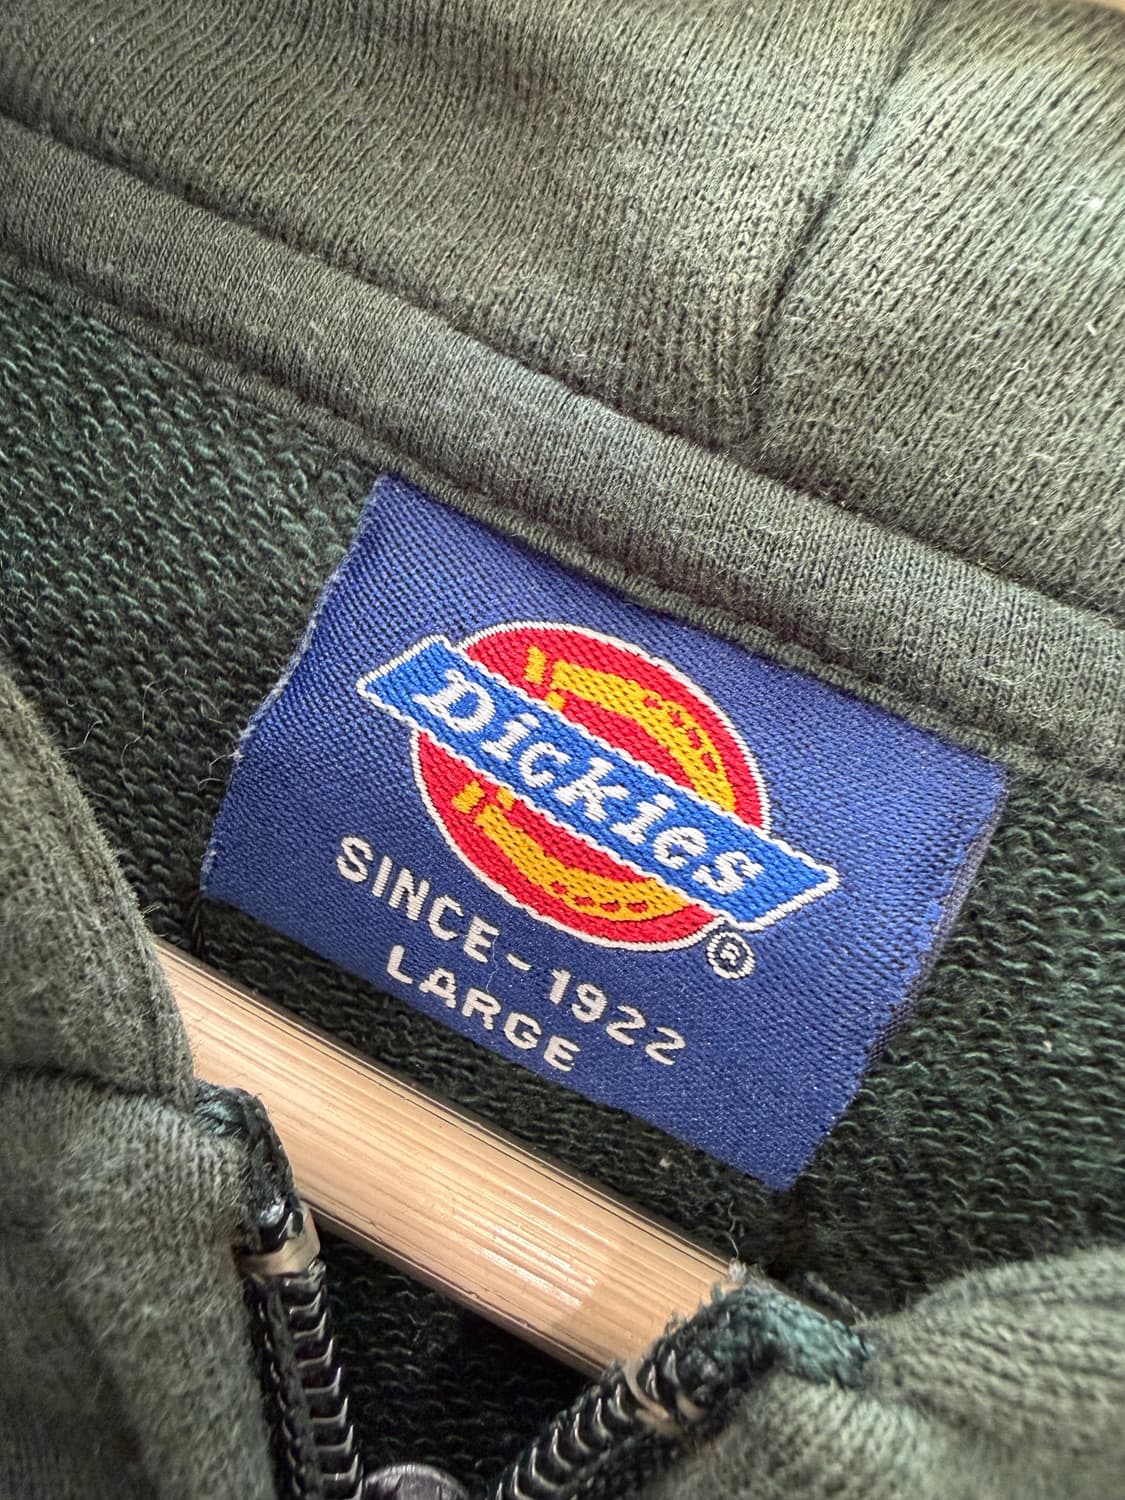 Dickies
®
SINCE-1922
LARGE